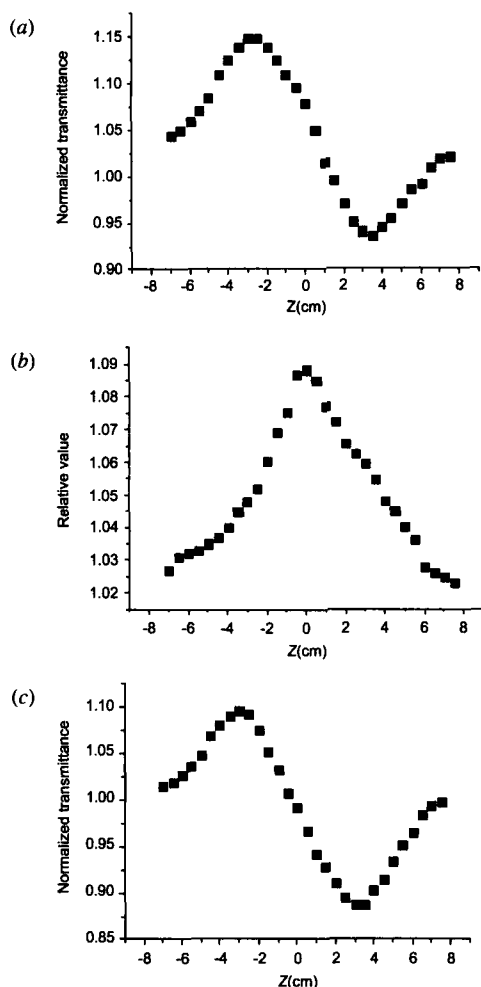 (a)
Normalized transmittance
1.15
1.10
1.05
1.00
0.95
0.90
-8 -6 -4 -2 0 2 4 6 8
Z(cm)
(b)
Relative value
1.09
1.08
1.07
1.06
1.05
1.04
1.03
1.02
-8 -6 -4 -2 0 2 4 6 8
Z(cm)
(c)
Normalized transmittance
1.10
1.05
1.00
0.95
0.90
0.85
-8 -6 -4 -2 0 2 4 6 8
Z(cm)